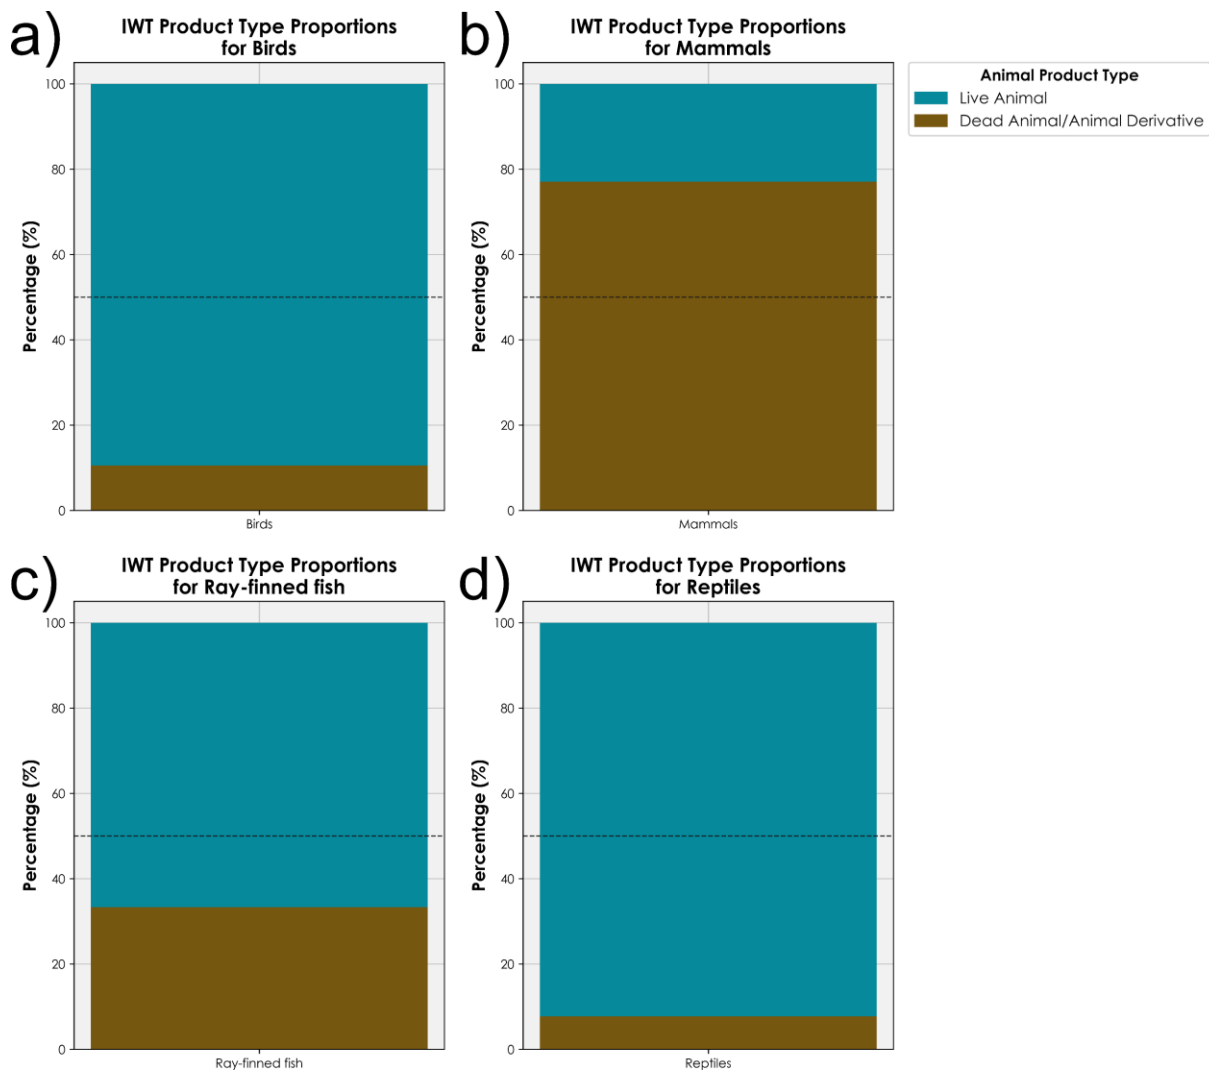 a)
IWT Product Type Proportions
for Birds
Percentage (%)
100
80
60
40
20
0
Birds
b)
IWT Product Type Proportions
for Mammals
Percentage (%)
100
80
60
40
20
0
Mammals
Animal Product Type
Live Animal
Dead Animal/Animal Derivative
c)
IWT Product Type Proportions
for Ray-finned fish
Percentage (%)
100
80
60
40
20
0
Ray-finned fish
d)
IWT Product Type Proportions
for Reptiles
Percentage (%)
100
80
60
40
20
0
Reptiles